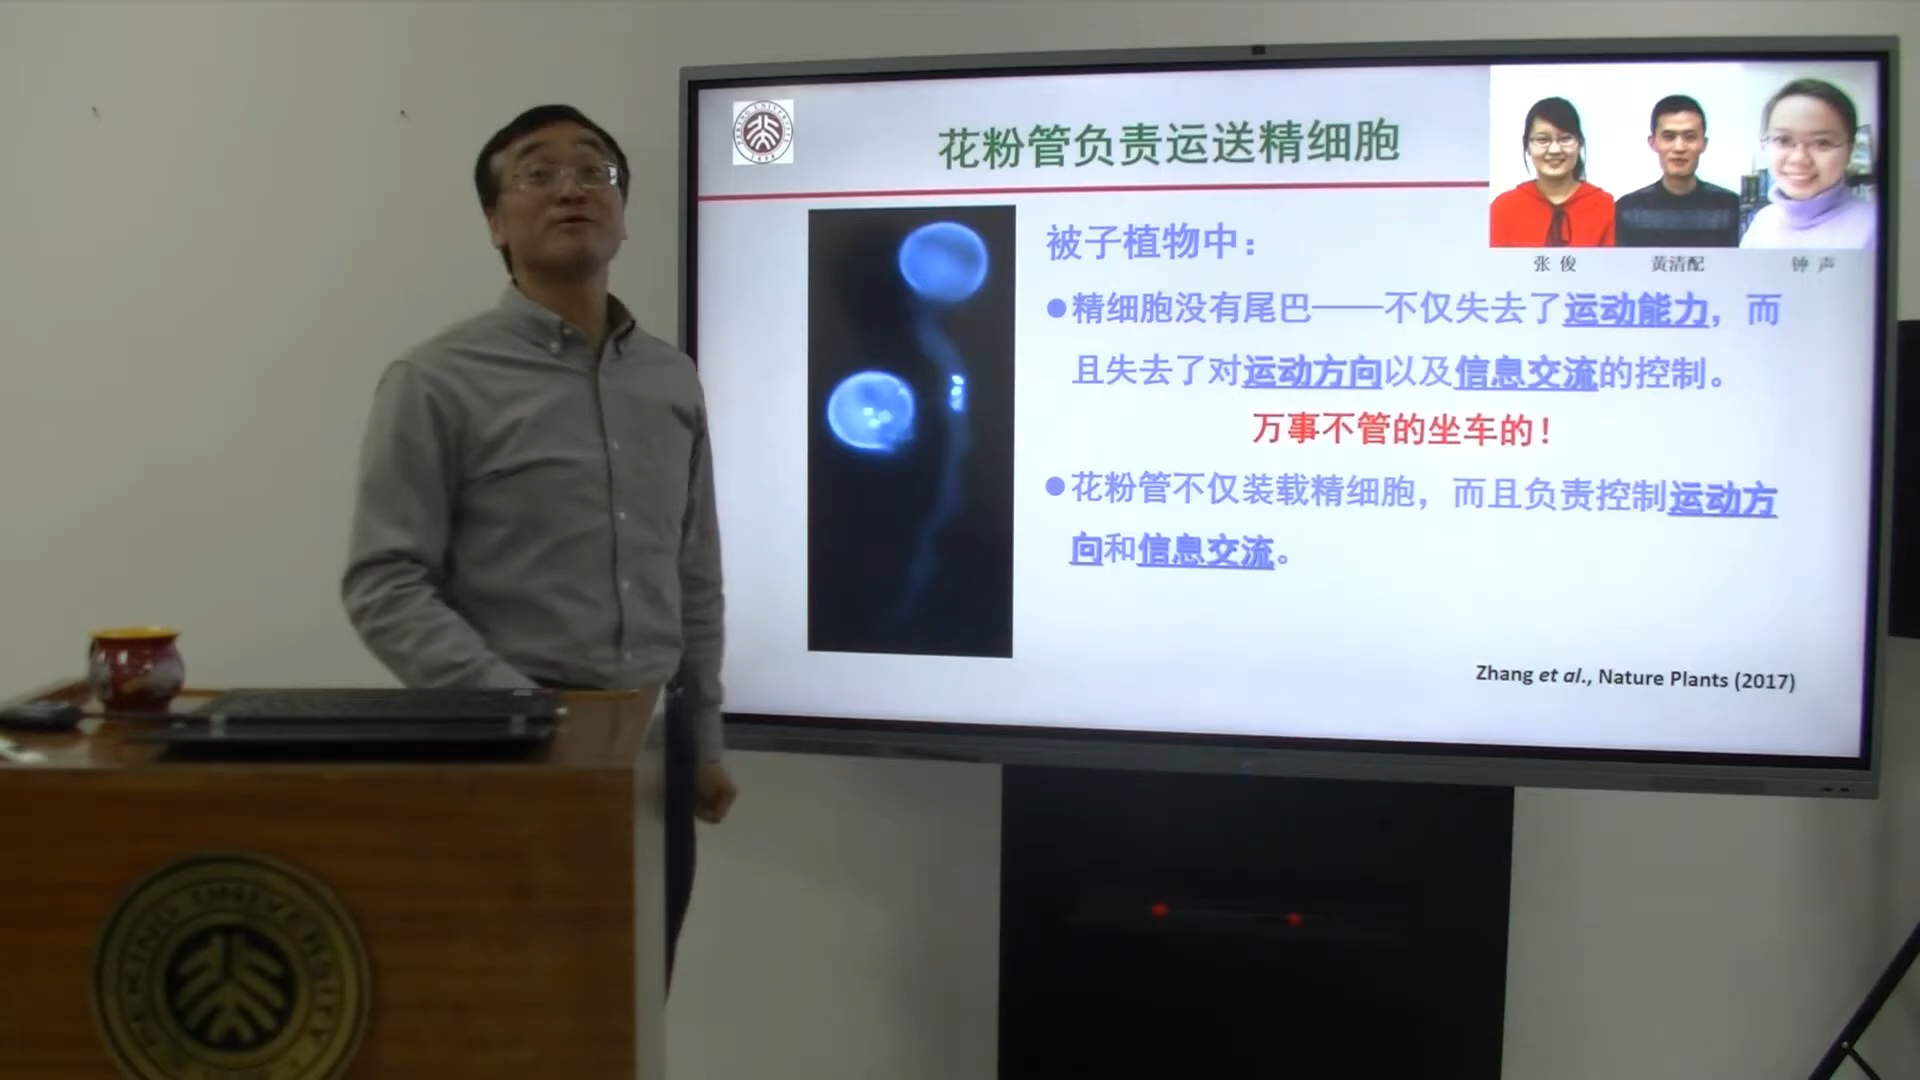 花粉管负责运送精细胞
张 俊
黄清配
钟 声
被子植物中：
●精细胞没有尾巴——不仅失去了运动能力，而
且失去了对运动方向以及信息交流的控制。
万事不管的坐车的！
●花粉管不仅装载精细胞，而且负责控制运动方
向和信息交流。
Zhang et al., Nature Plants (2017)
PEKING UNIVERSITY
PEKING UNIVERSITY